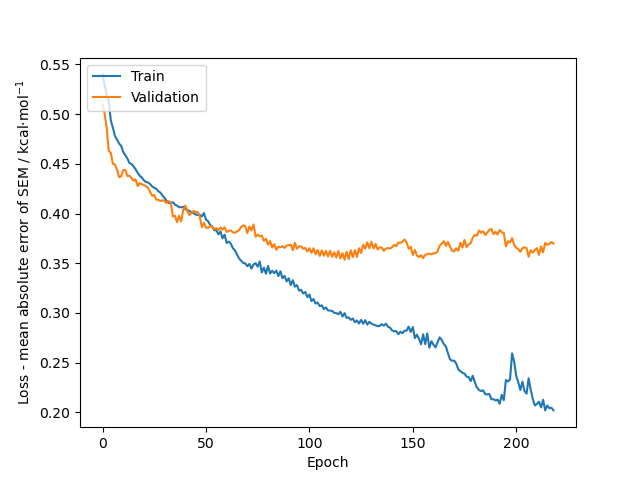 Train
Validation
0.55
0.50
0.45
0.40
0.35
0.30
0.25
0.20
Loss - mean absolute error of SEM / kcal·mol⁻¹
0 50 100 150 200
Epoch